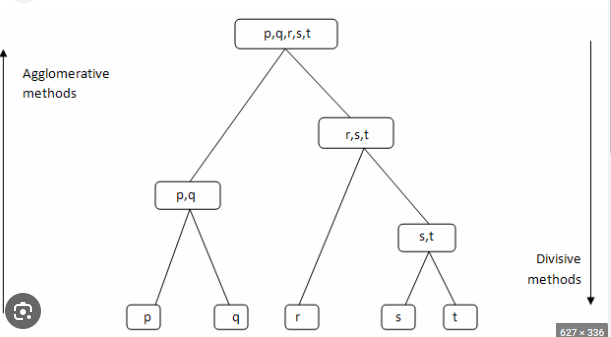 p,q,r,s,t
Agglomerative
methods
r,s,t
p,q
s,t
Divisive
methods
p
q
r
s
t
627 × 336